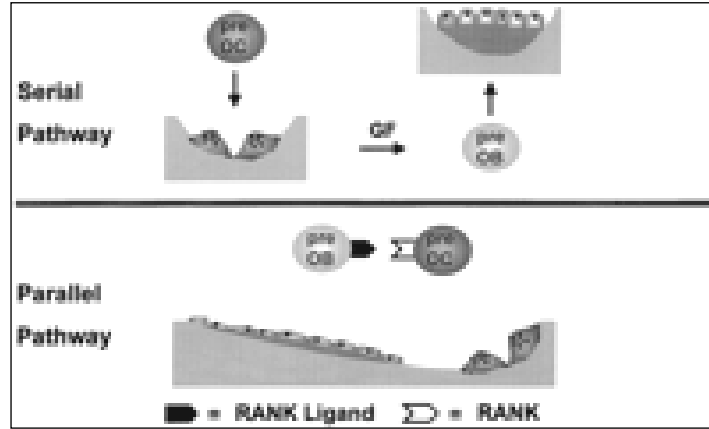 pre
OC
Serial
Pathway
GF
pre
OB
pre
OB
pre
OC
Parallel
Pathway
= RANK Ligand
= RANK